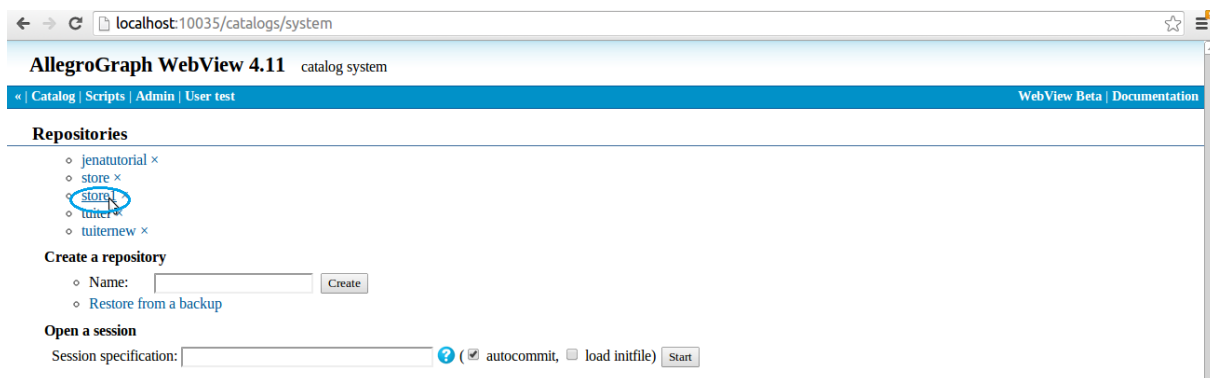 localhost:10035/catalogs/system
AllegroGraph WebView 4.11 catalog system
« | Catalog | Scripts | Admin | User test WebView Beta | Documentation
Repositories
jenatutorial ×
store ×
store1 ×
tuiter ×
tuiternew ×
Create a repository
Name: Create
Restore from a backup
Open a session
Session specification: ? ( autocommit, load initfile) Start